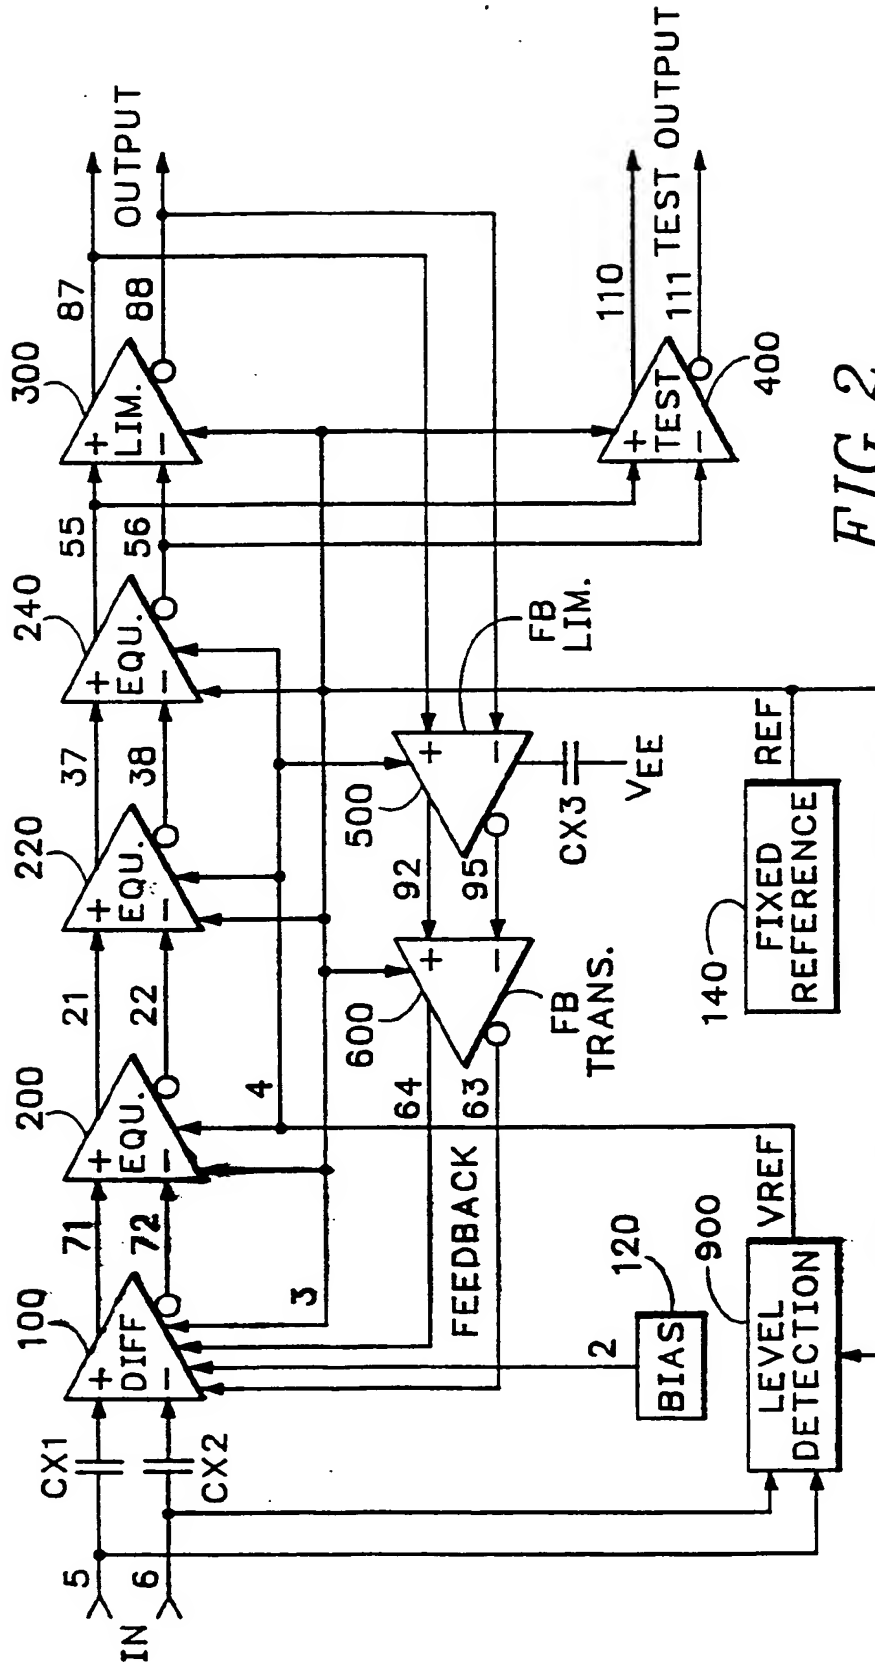 IN
5
6
CX1
CX2
100
+
DIFF
−
71
72
200
+
EQU.
−
21
22
220
+
EQU.
−
37
38
240
+
EQU.
−
55
56
300
+
LIM.
−
87
88
OUTPUT
4
3
FEEDBACK
64
63
600
+
−
FB
TRANS.
92
95
500
+
−
FB
LIM.
CX3
VEE
2
120
BIAS
900
LEVEL
DETECTION
VREF
140
FIXED
REFERENCE
REF
+
TEST
−
400
110
111
TEST OUTPUT
FIG 2